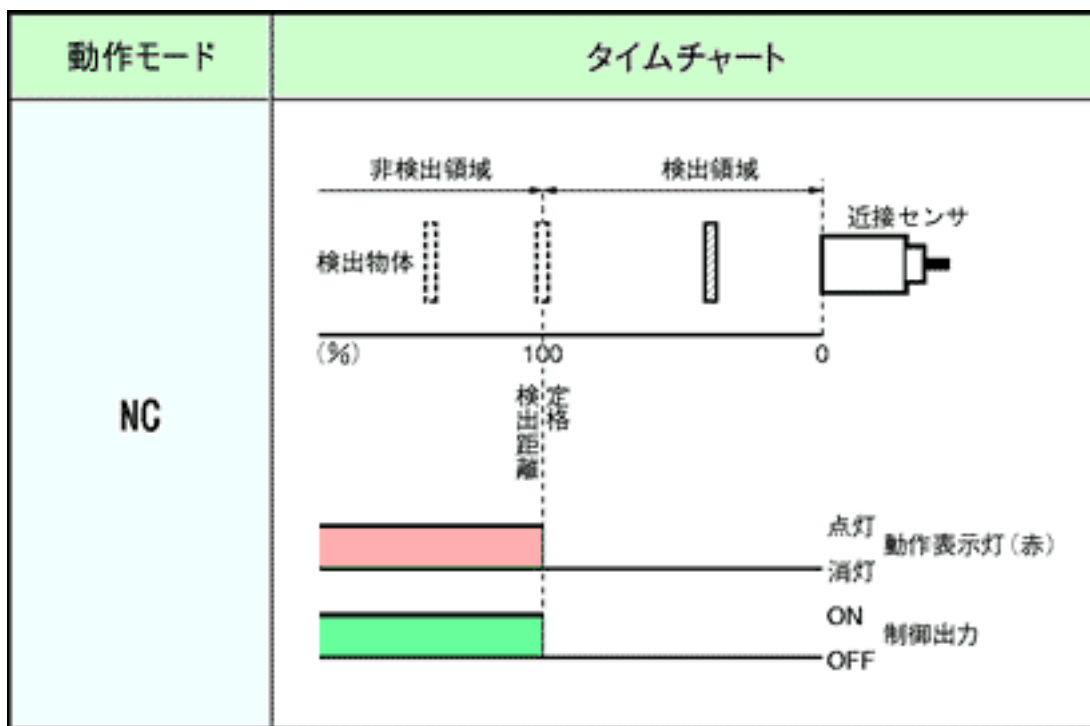 動作モード
タイムチャート
NC
非検出領域
検出領域
近接センサ
検出物体
(%)
100
0
定格
検出距離
点灯
動作表示灯(赤)
消灯
ON
制御出力
OFF